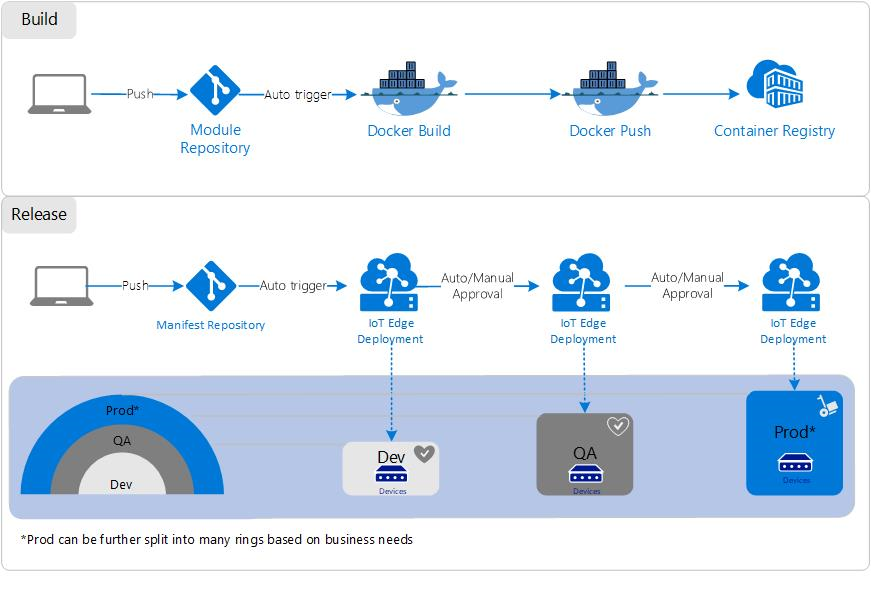 Build
Push
Auto trigger
Module
Repository
Docker Build
Docker Push
Container Registry
Release
Push
Auto trigger
Auto/Manual
Approval
Auto/Manual
Approval
Manifest Repository
IoT Edge
Deployment
IoT Edge
Deployment
IoT Edge
Deployment
Prod*
QA
Dev
Dev
Devices
QA
Devices
Prod*
Devices
*Prod can be further split into many rings based on business needs